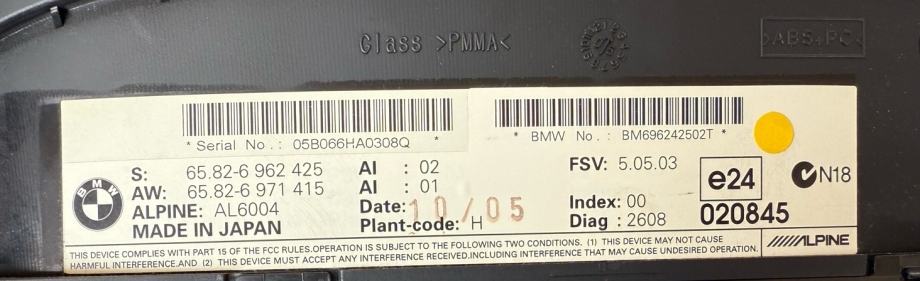 Glass >PMMA<
>ABS+PC<
* Serial No.: 05B066HA0308Q *
* BMW No.: BM696242502T *
BMW
S: 65.82-6 962 425
AW: 65.82-6 971 415
ALPINE: AL6004
MADE IN JAPAN
AI : 02
AI : 01
Date: 10/05
Plant-code: H
FSV: 5.05.03
Index: 00
Diag : 2608
e24
020845
N18
ALPINE
THIS DEVICE COMPLIES WITH PART 15 OF THE FCC RULES.OPERATION IS SUBJECT TO THE FOLLOWING TWO CONDITIONS. (1) THIS DEVICE MAY NOT CAUSE
HARMFUL INTERFERENCE.AND (2) THIS DEVICE MUST ACCEPT ANY INTERFERENCE RECEIVED.INCLUDING INTERFERENCE THAT MAY CAUSE UNDESIRED OPERATION.